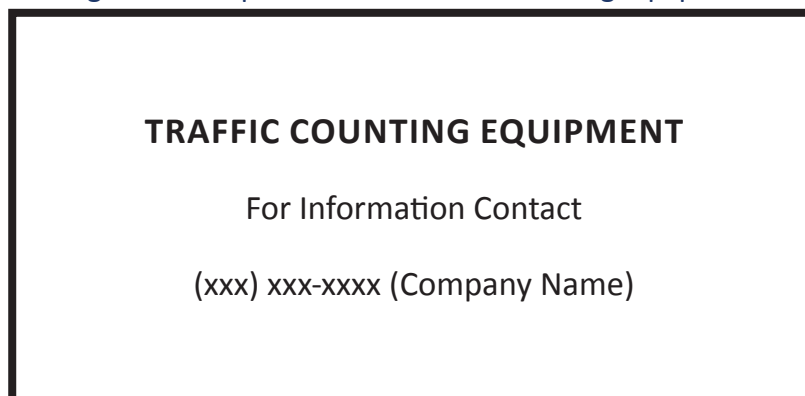 TRAFFIC COUNTING EQUIPMENT
For Information Contact
(xxx) xxx-xxxx (Company Name)